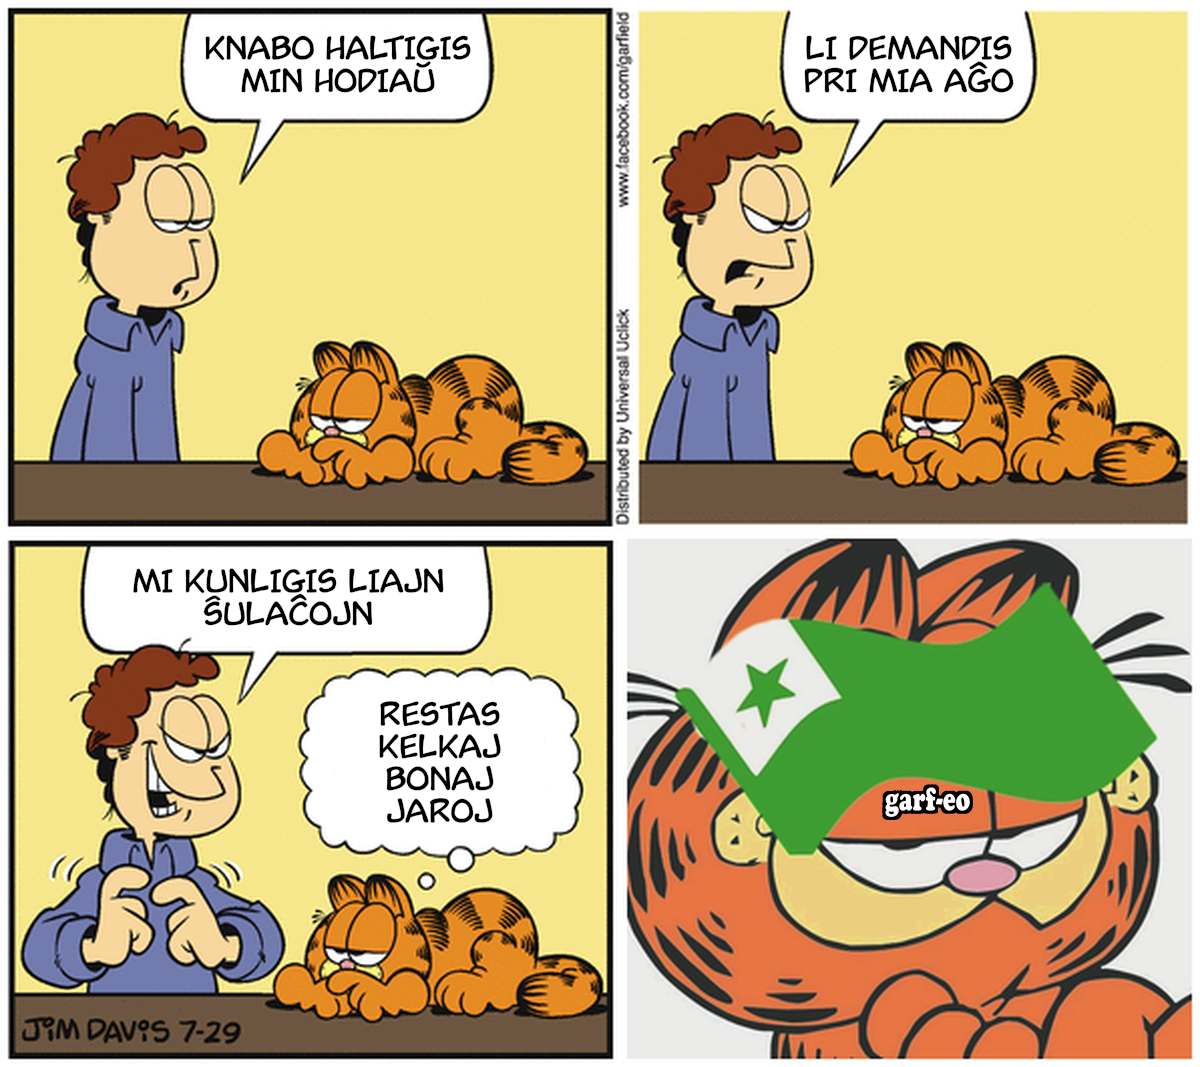 KNABO HALTIGIS
MIN HODIAŬ
www.facebook.com/garfield
Distributed by Universal Uclick
LI DEMANDIS
PRI MIA AĜO
MI KUNLIGIS LIAJN
ŜULAĈOJN
RESTAS
KELKAJ
BONAJ
JAROJ
JIM DAVIS 7-29
garf-eo